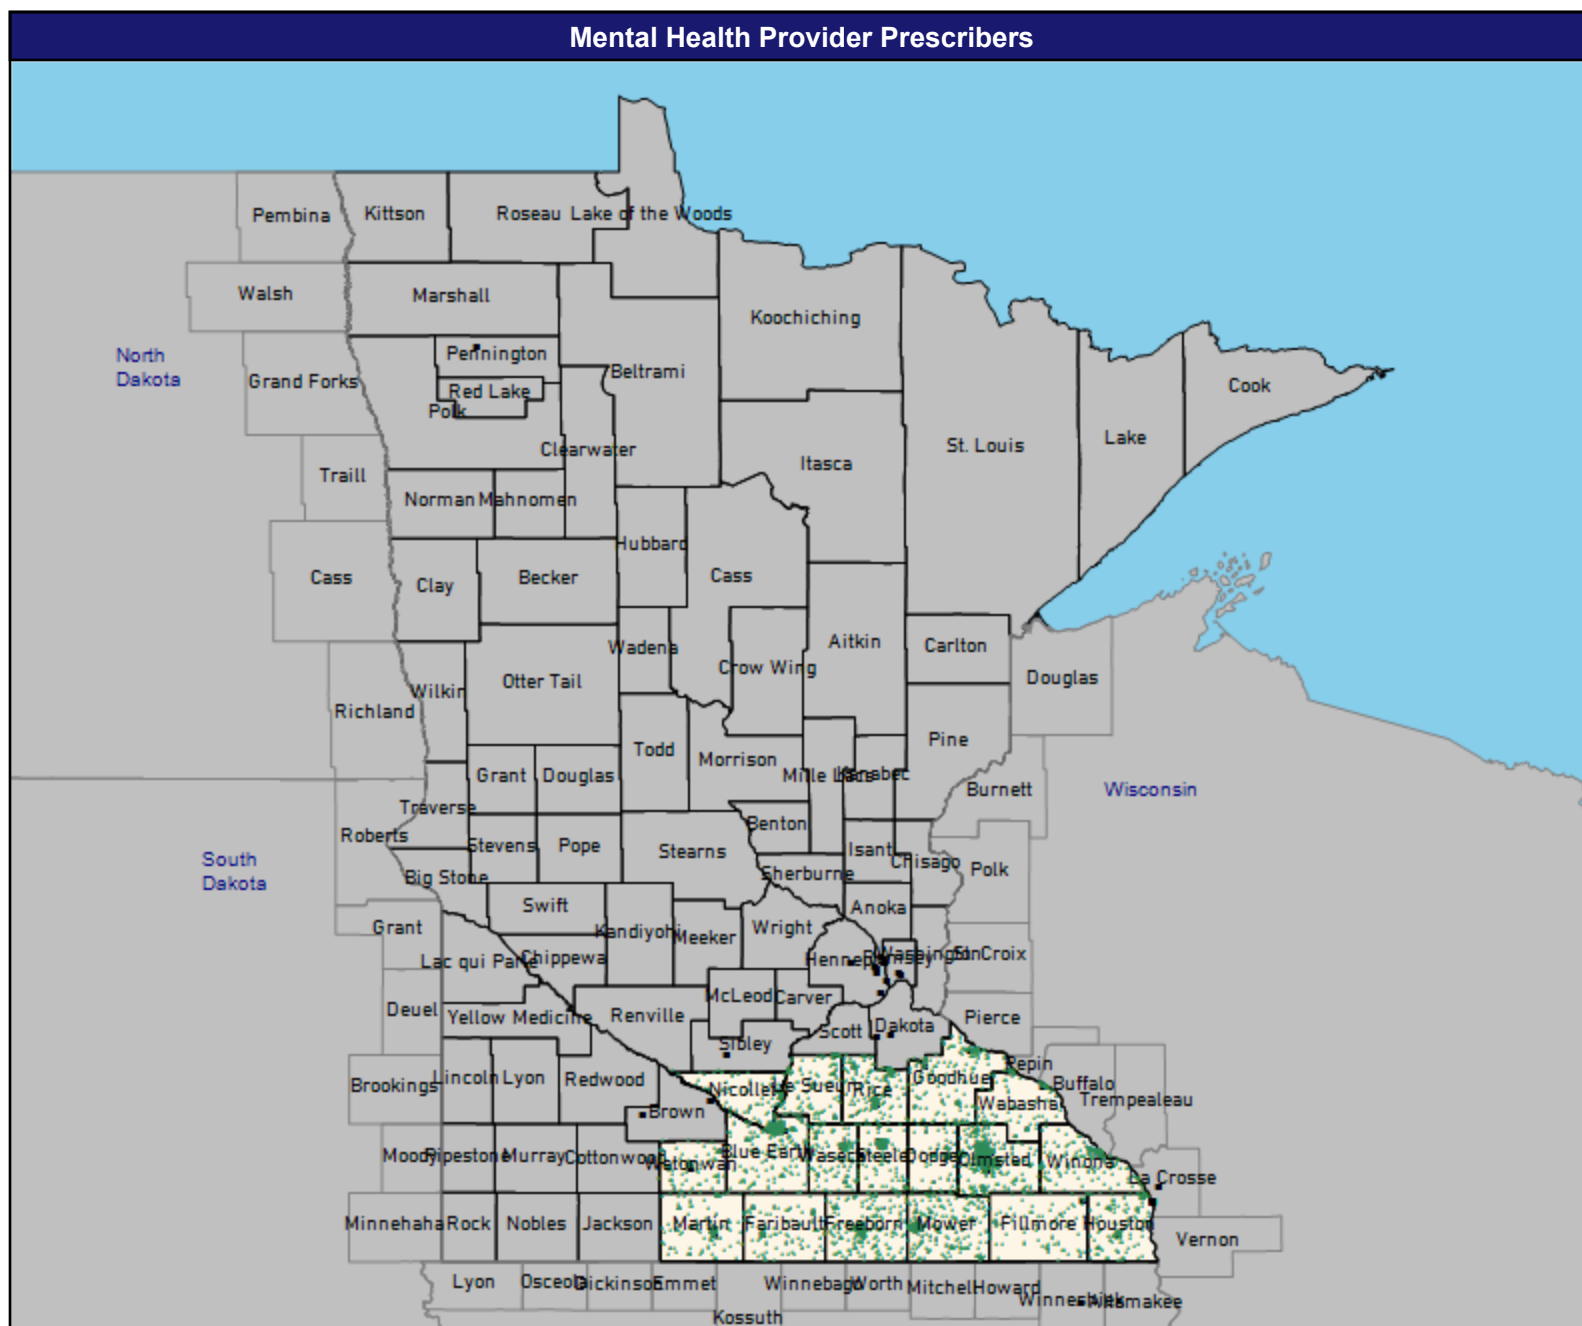 Mental Health Provider Prescribers
Pembina
Kittson
Roseau
Lake of the Woods
Walsh
Marshall
Koochiching
North
Dakota
Pennington
Grand Forks
Beltrami
Red Lake
Polk
Cook
Clearwater
St. Louis
Lake
Itasca
Traill
Norman
Mahnomen
Hubbard
Cass
Clay
Becker
Cass
Wadena
Aitkin
Carlton
Crow Wing
Douglas
Otter Tail
Wilkin
Richland
Pine
Todd
Morrison
Grant
Douglas
Mille Lacs
Kanabec
Burnett
Wisconsin
Traverse
Roberts
Stevens
Pope
Stearns
Benton
Isanti
Chisago
Polk
South
Dakota
Big Stone
Sherburne
Swift
Anoka
Grant
Kandiyohi
Meeker
Wright
Lac qui Parle
Chippewa
Hennepin
Ramsey
Washington
St. Croix
Deuel
Yellow Medicine
Renville
McLeod
Carver
Scott
Dakota
Pierce
Sibley
Brookings
Lincoln
Lyon
Redwood
Nicollet
Le Sueur
Rice
Goodhue
Pepin
Buffalo
Trempealeau
Brown
Wabasha
Moody
Pipestone
Murray
Cottonwood
Watonwan
Blue Earth
Waseca
Steele
Dodge
Olmsted
Winona
La Crosse
Minnehaha
Rock
Nobles
Jackson
Martin
Faribault
Freeborn
Mower
Fillmore
Houston
Vernon
Lyon
Osceola
Dickinson
Emmet
Winnebago
Worth
Mitchell
Howard
Winneshiek
Allamakee
Kossuth